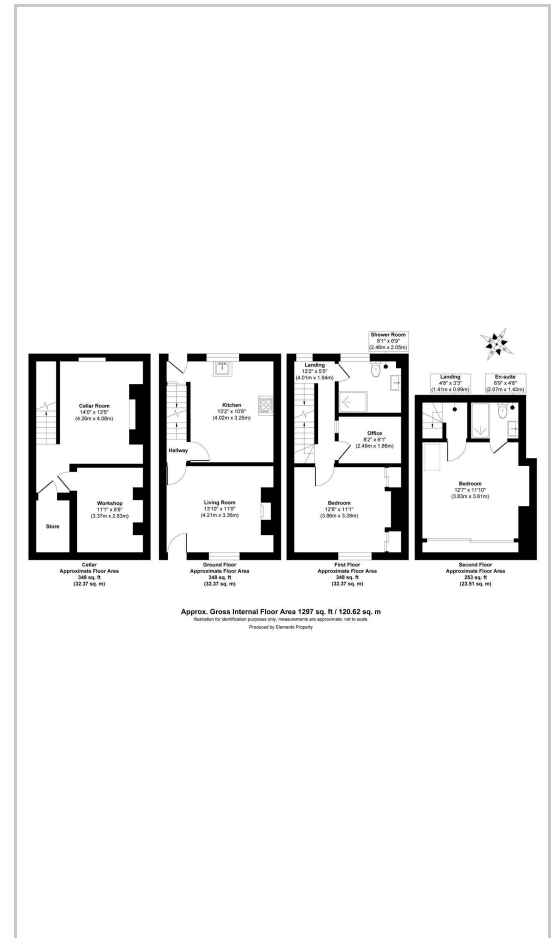 Cellar Room
14'0" x 13'5"
(4.26m x 4.08m)
Workshop
11'1" x 8'8"
(3.37m x 2.63m)
Store
Cellar
Approximate Floor Area
348 sq. ft
(32.37 sq. m)
Kitchen
13'2" x 10'8"
(4.02m x 3.25m)
Hallway
Living Room
13'10" x 11'0"
(4.21m x 3.36m)
Ground Floor
Approximate Floor Area
348 sq. ft
(32.37 sq. m)
Shower Room
8'1" x 6'9"
(2.46m x 2.05m)
Landing
13'2" x 5'5"
(4.01m x 1.64m)
Office
8'2" x 6'1"
(2.49m x 1.86m)
Bedroom
12'8" x 11'1"
(3.86m x 3.39m)
First Floor
Approximate Floor Area
348 sq. ft
(32.37 sq. m)
Landing
4'8" x 3'3"
(1.41m x 0.99m)
En-suite
6'9" x 4'8"
(2.07m x 1.43m)
Bedroom
12'7" x 11'10"
(3.83m x 3.61m)
Second Floor
Approximate Floor Area
253 sq. ft
(23.51 sq. m)
Approx. Gross Internal Floor Area 1297 sq. ft / 120.62 sq. m
Illustration for identification purposes only, measurements are approximate, not to scale.
Produced by Elements Property